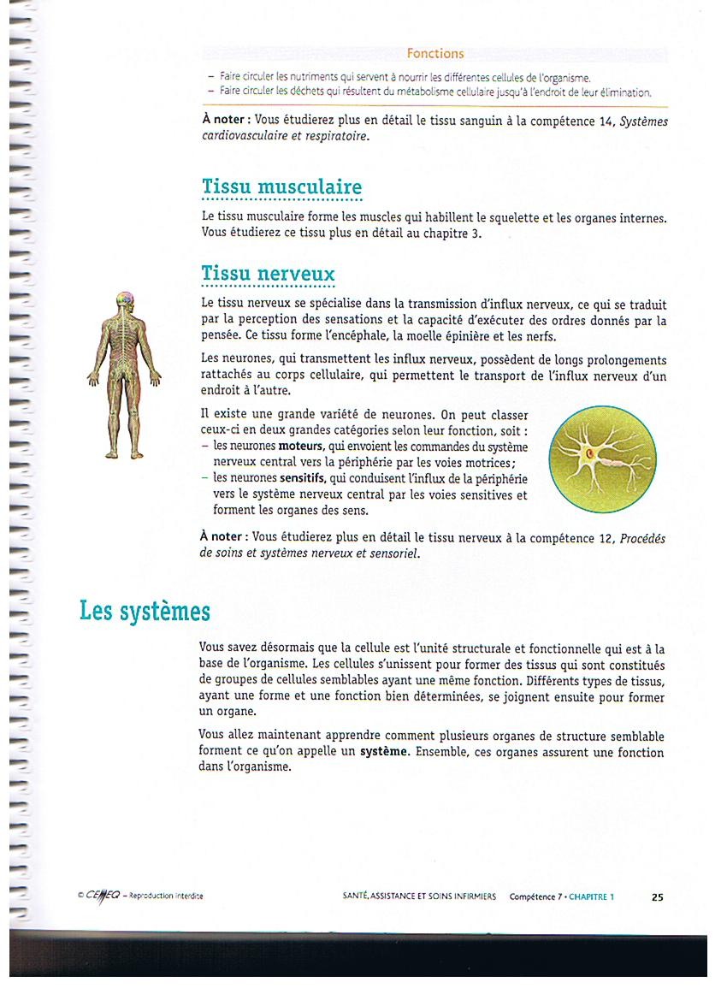 Fonctions
– Faire circuler les nutriments qui servent à nourrir les différentes cellules de l'organisme.
– Faire circuler les déchets qui résultent du métabolisme cellulaire jusqu'à l'endroit de leur élimination.
À noter : Vous étudierez plus en détail le tissu sanguin à la compétence 14, Systèmes
cardiovasculaire et respiratoire.
Tissu musculaire
Le tissu musculaire forme les muscles qui habillent le squelette et les organes internes.
Vous étudierez ce tissu plus en détail au chapitre 3.
Tissu nerveux
Le tissu nerveux se spécialise dans la transmission d'influx nerveux, ce qui se traduit
par la perception des sensations et la capacité d'exécuter des ordres donnés par la
pensée. Ce tissu forme l'encéphale, la moelle épinière et les nerfs.
Les neurones, qui transmettent les influx nerveux, possèdent de longs prolongements
rattachés au corps cellulaire, qui permettent le transport de l'influx nerveux d'un
endroit à l'autre.
Il existe une grande variété de neurones. On peut classer
ceux-ci en deux grandes catégories selon leur fonction, soit :
– les neurones moteurs, qui envoient les commandes du système
nerveux central vers la périphérie par les voies motrices;
– les neurones sensitifs, qui conduisent l'influx de la périphérie
vers le système nerveux central par les voies sensitives et
forment les organes des sens.
À noter : Vous étudierez plus en détail le tissu nerveux à la compétence 12, Procédés
de soins et systèmes nerveux et sensoriel.
Les systèmes
Vous savez désormais que la cellule est l'unité structurale et fonctionnelle qui est à la
base de l'organisme. Les cellules s'unissent pour former des tissus qui sont constitués
de groupes de cellules semblables ayant une même fonction. Différents types de tissus,
ayant une forme et une fonction bien déterminées, se joignent ensuite pour former
un organe.
Vous allez maintenant apprendre comment plusieurs organes de structure semblable
forment ce qu'on appelle un système. Ensemble, ces organes assurent une fonction
dans l'organisme.
© CEMEQ – Reproduction interdite SANTÉ, ASSISTANCE ET SOINS INFIRMIERS Compétence 7 • CHAPITRE 1 25